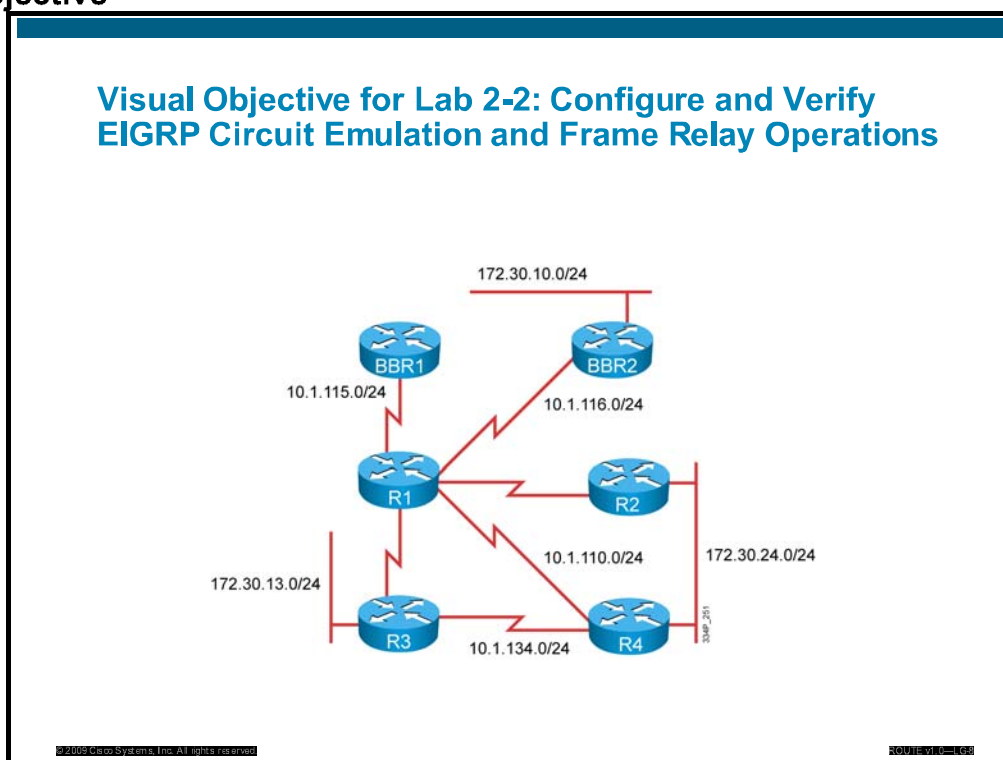 jective
Visual Objective for Lab 2-2: Configure and Verify
EIGRP Circuit Emulation and Frame Relay Operations
172.30.10.0/24
BBR1
BBR2
10.1.115.0/24
10.1.116.0/24
R1
R2
10.1.110.0/24
172.30.24.0/24
172.30.13.0/24
R3
R4
10.1.134.0/24
334P_251
© 2009 Cisco Systems, Inc. All rights reserved.
ROUTE v1.0—LG-8